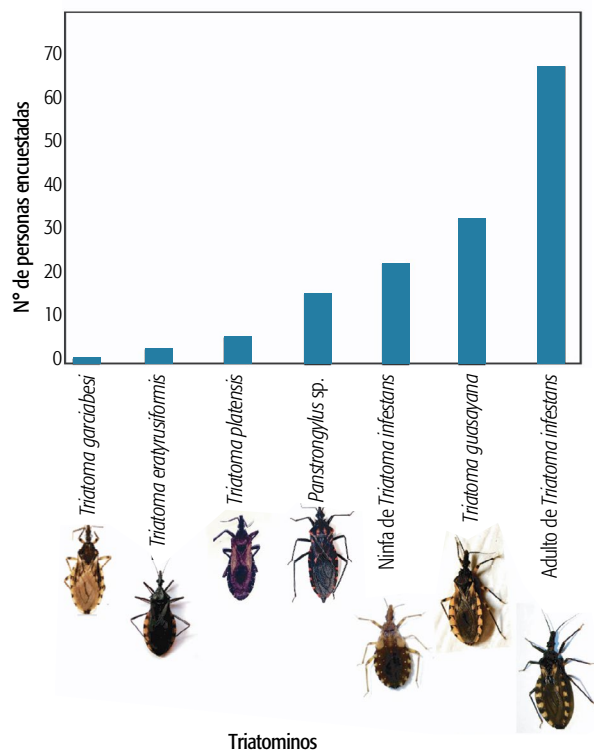 N° de personas encuestadas
70
60
50
40
30
20
10
0
Triatoma garciabesi
Triatoma eratyrusiformis
Triatoma platensis
Panstrongylus sp.
Ninfa de Triatoma infestans
Triatoma guasayana
Adulto de Triatoma infestans
Triatominos